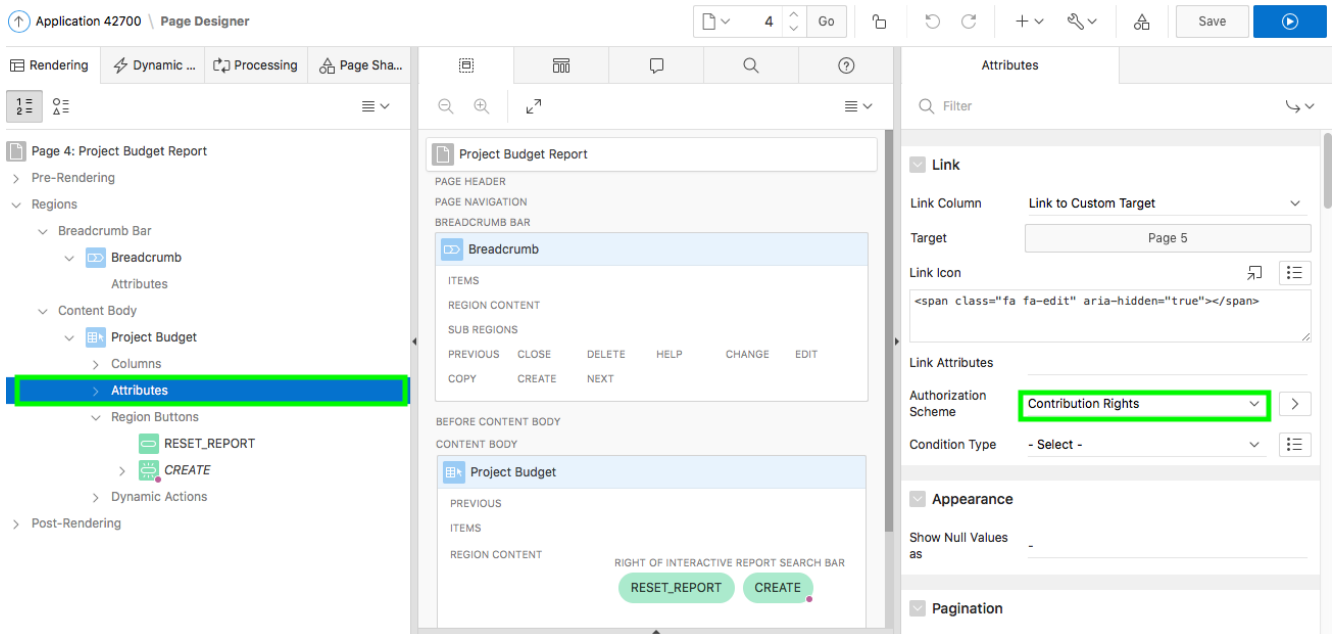 Application 42700 \ Page Designer
4
Go
Save
Rendering
Dynamic ...
Processing
Page Sha...
Page 4: Project Budget Report
Pre-Rendering
Regions
Breadcrumb Bar
Breadcrumb
Attributes
Content Body
Project Budget
Columns
Attributes
Region Buttons
RESET_REPORT
CREATE
Dynamic Actions
Post-Rendering
Project Budget Report
PAGE HEADER
PAGE NAVIGATION
BREADCRUMB BAR
Breadcrumb
ITEMS
REGION CONTENT
SUB REGIONS
PREVIOUS CLOSE DELETE HELP CHANGE EDIT
COPY CREATE NEXT
BEFORE CONTENT BODY
CONTENT BODY
Project Budget
PREVIOUS
ITEMS
REGION CONTENT
RIGHT OF INTERACTIVE REPORT SEARCH BAR
RESET_REPORT CREATE
Attributes
Filter
Link
Link Column Link to Custom Target
Target Page 5
Link Icon
<span class="fa fa-edit" aria-hidden="true"></span>
Link Attributes
Authorization
Scheme
Contribution Rights
Condition Type - Select -
Appearance
Show Null Values
as
-
Pagination